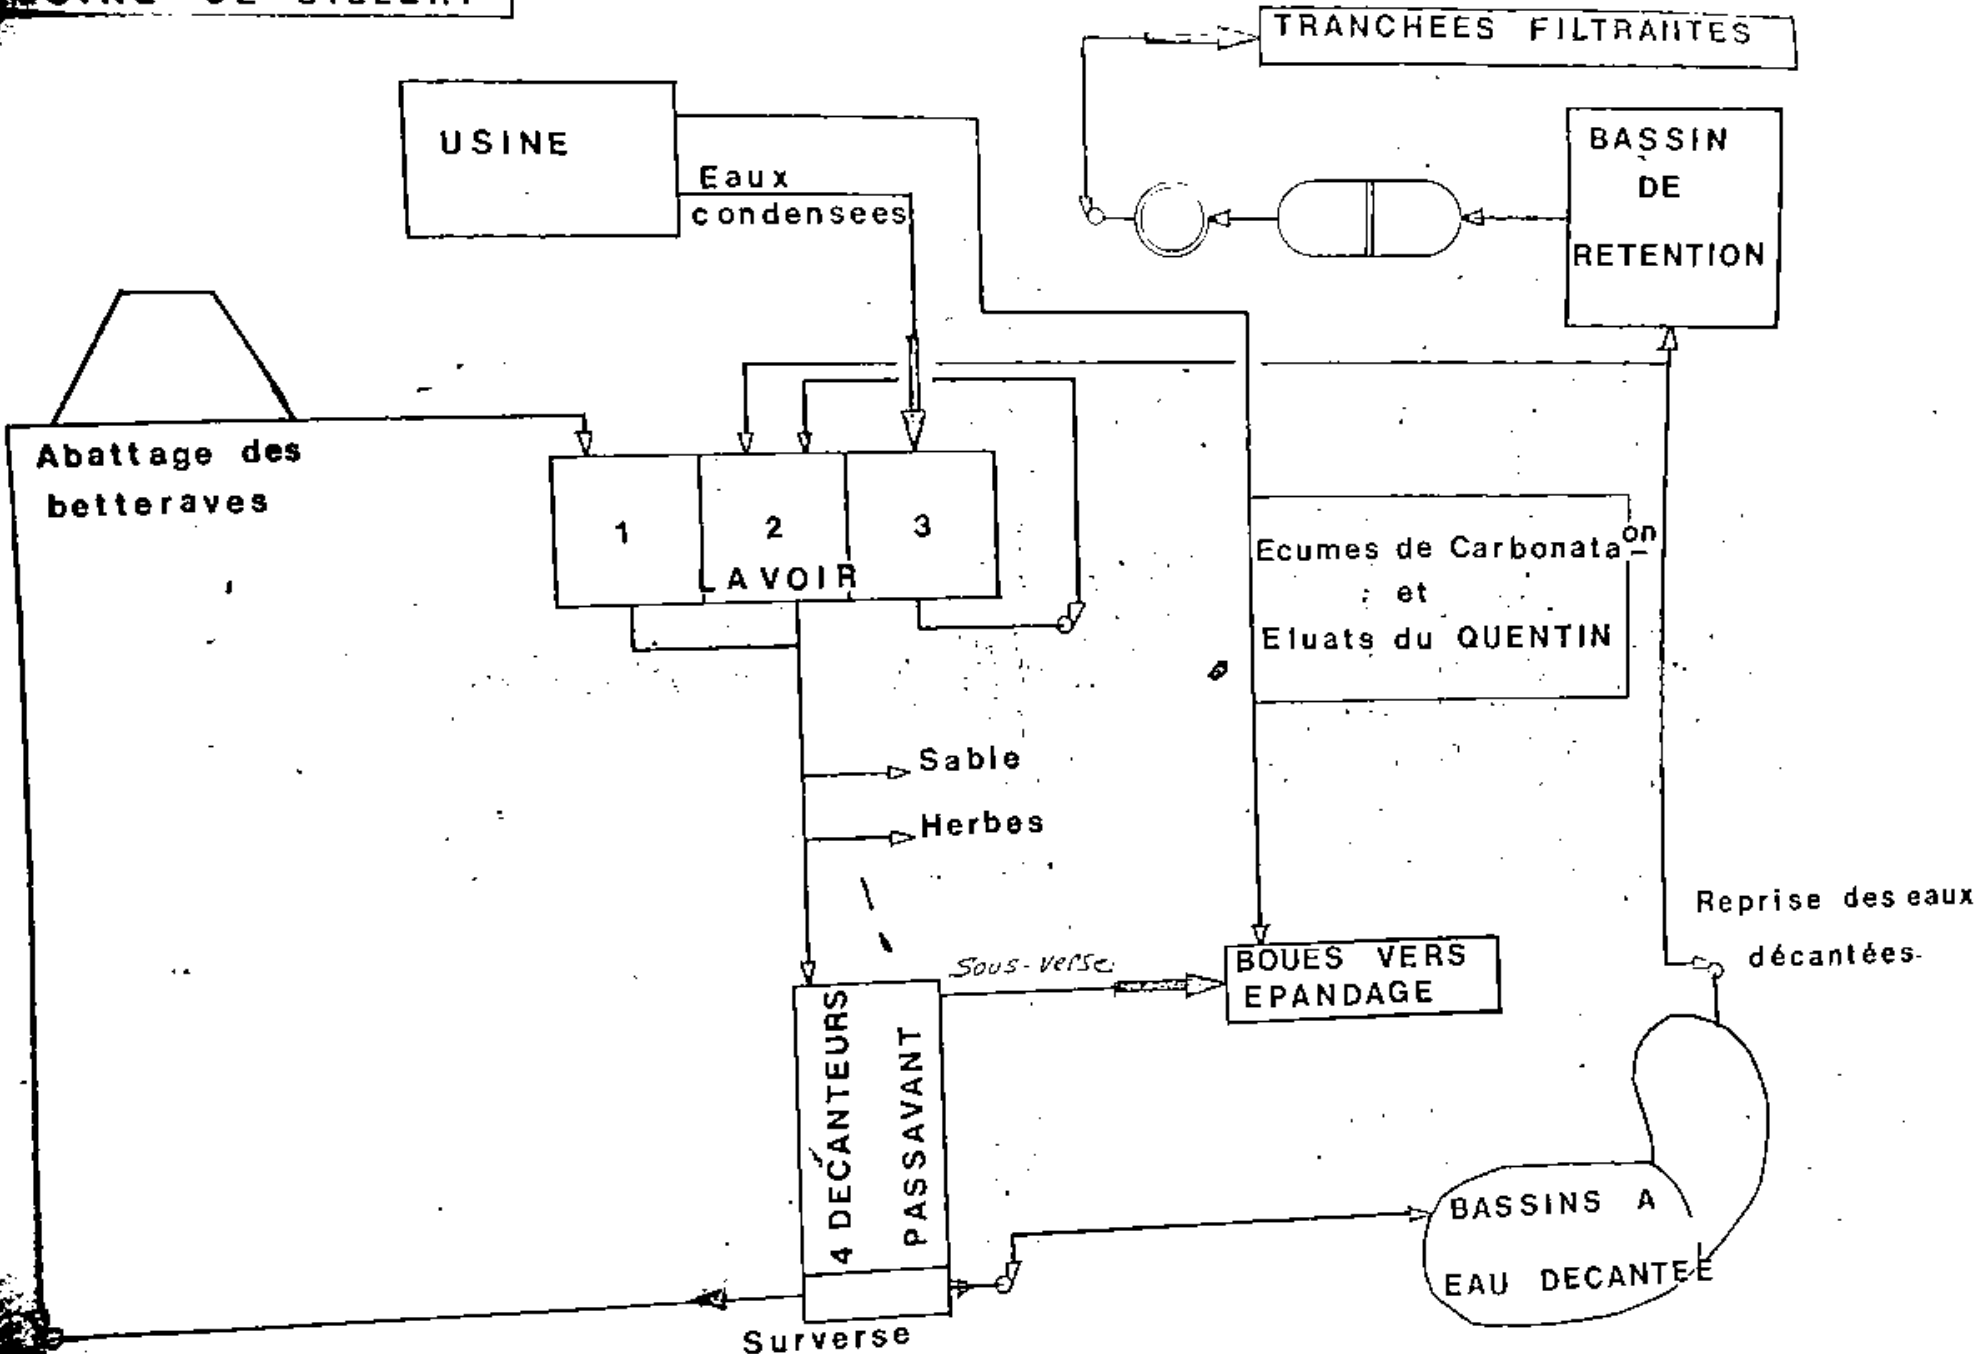 TRANCHEES FILTRANTES
USINE
Eaux
condensees
BASSIN
DE
RETENTION
Abattage des
betteraves
1
2
3
LAVOIR
Ecumes de Carbonataon
et
Eluats du QUENTIN
Sable
Herbes
Reprise des eaux
décantées
Sous-verse
BOUES VERS
EPANDAGE
4 DECANTEURS
PASSAVANT
BASSINS A
EAU DECANTEE
Surverse